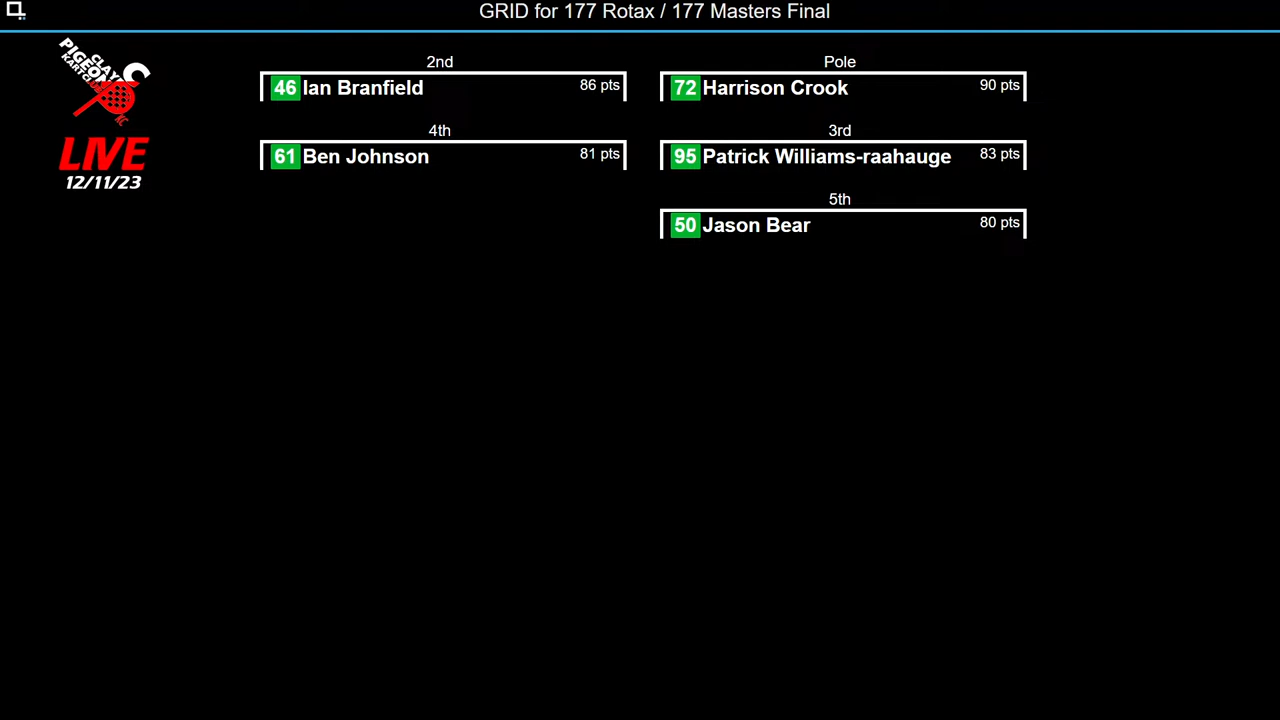 GRID for 177 Rotax / 177 Masters Final
CLAY
PIGEON
KART CLUB
LIVE
12/11/23
2nd
46 Ian Branfield 86 pts
Pole
72 Harrison Crook 90 pts
4th
61 Ben Johnson 81 pts
3rd
95 Patrick Williams-raahauge 83 pts
5th
50 Jason Bear 80 pts